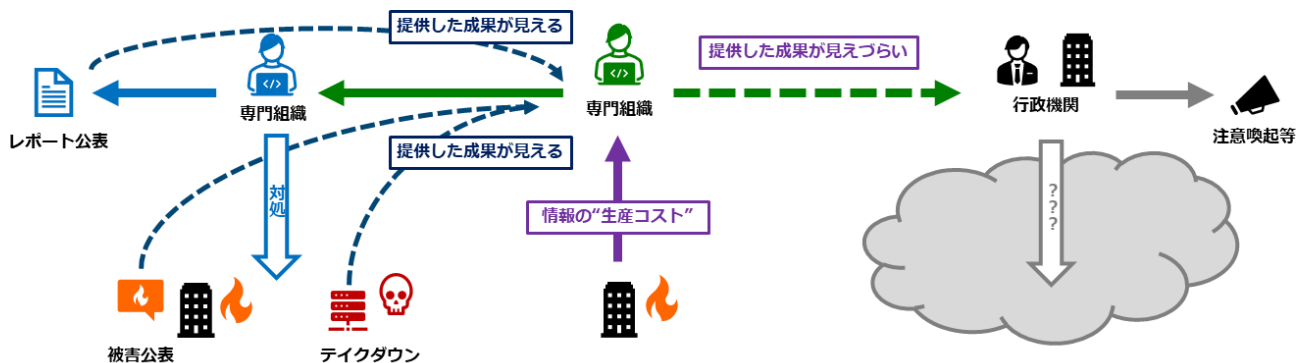 提供した成果が見える
提供した成果が見えづらい
</>
専門組織
</>
専門組織
行政機関
レポート公表
注意喚起等
提供した成果が見える
対処
情報の“生産コスト”
???
被害公表
テイクダウン